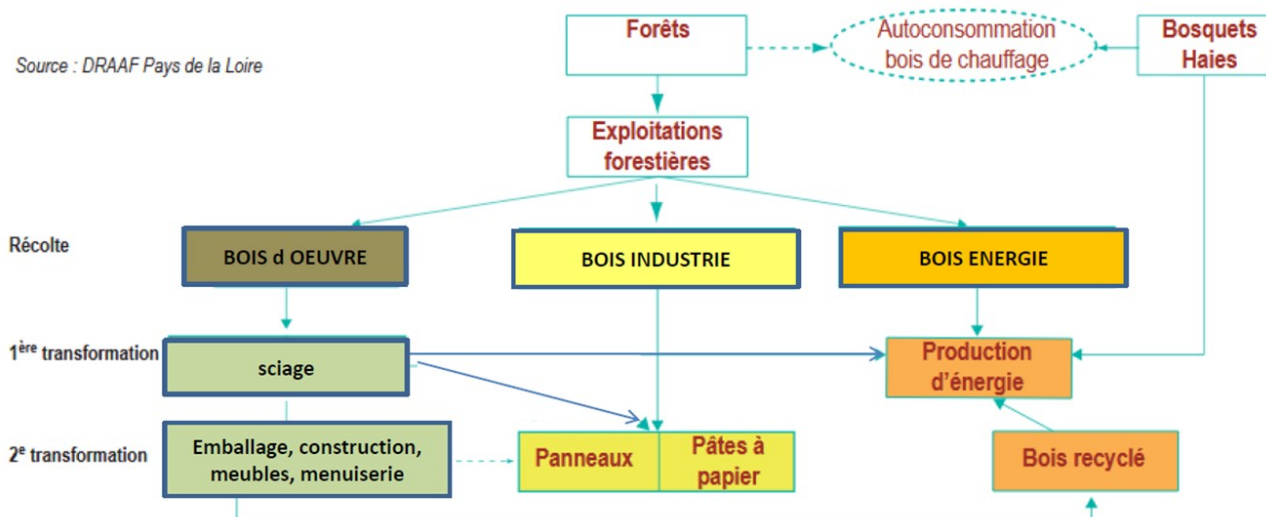 Forêts
Autoconsommation
bois de chauffage
Bosquets
Haies
Source : DRAAF Pays de la Loire
Exploitations
forestières
Récolte
BOIS d OEUVRE
BOIS INDUSTRIE
BOIS ENERGIE
1ère transformation
sciage
Production
d'énergie
2e transformation
Emballage, construction,
meubles, menuiserie
Panneaux
Pâtes à
papier
Bois recyclé